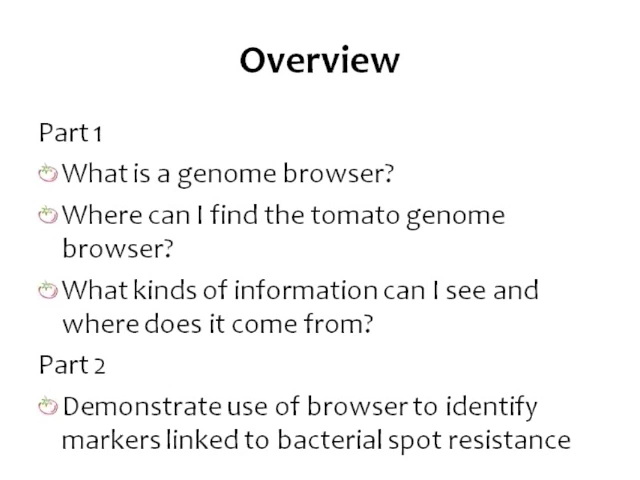 Overview
Part 1
What is a genome browser?
Where can I find the tomato genome
browser?
What kinds of information can I see and
where does it come from?
Part 2
Demonstrate use of browser to identify
markers linked to bacterial spot resistance